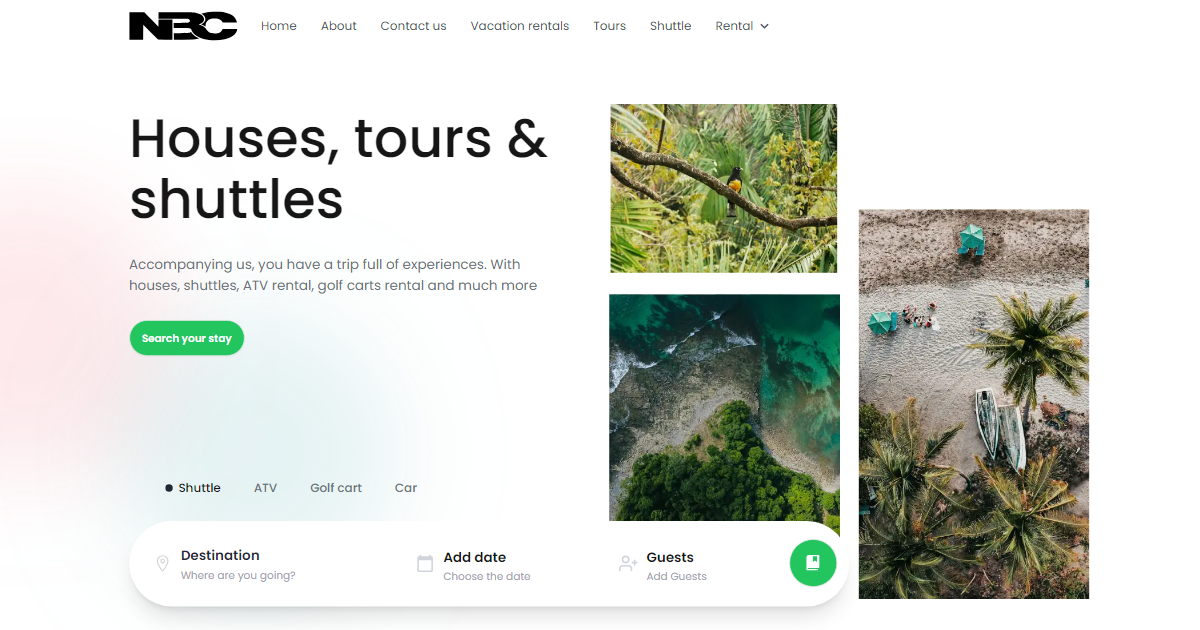 NBC
Home About Contact us Vacation rentals Tours Shuttle Rental
Houses, tours &
shuttles
Accompanying us, you have a trip full of experiences. With
houses, shuttles, ATV rental, golf carts rental and much more
Search your stay
Shuttle ATV Golf cart Car
Destination Add date Guests
Where are you going? Choose the date Add Guests